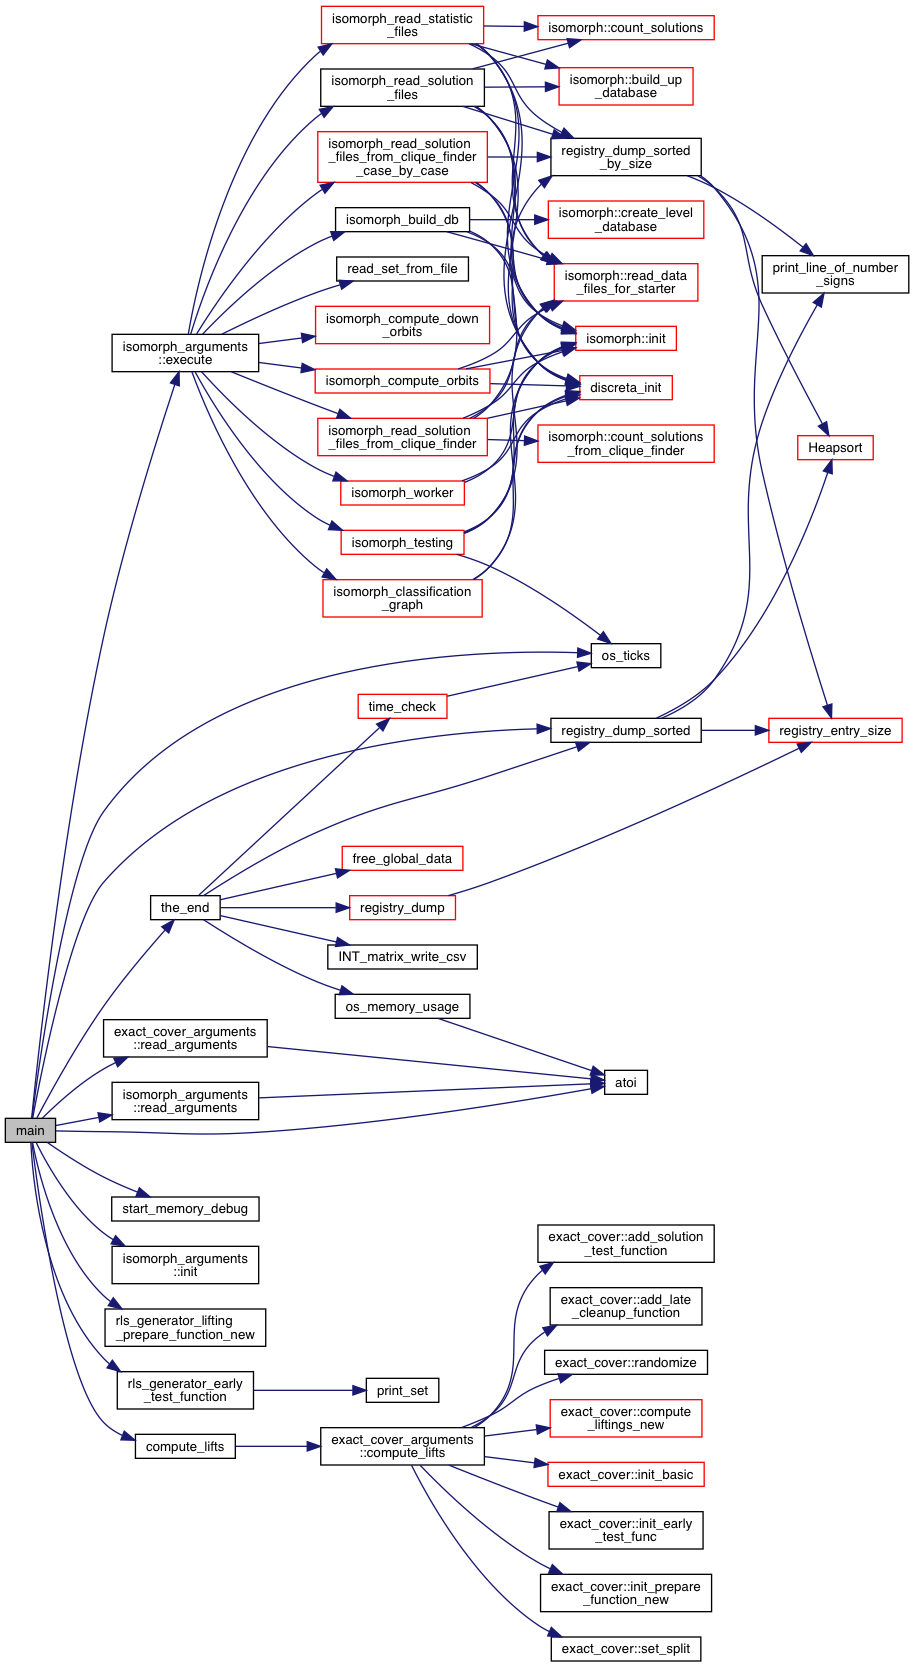 isomorph_read_statistic
_files
isomorph::count_solutions
isomorph_read_solution
_files
isomorph::build_up
_database
isomorph_read_solution
_files_from_clique_finder
_case_by_case
registry_dump_sorted
_by_size
isomorph_build_db
isomorph::create_level
_database
read_set_from_file
isomorph::read_data
_files_for_starter
print_line_of_number
_signs
isomorph_arguments
::execute
isomorph_compute_down
_orbits
isomorph::init
isomorph_compute_orbits
discreta_init
isomorph_read_solution
_files_from_clique_finder
isomorph::count_solutions
_from_clique_finder
Heapsort
isomorph_worker
isomorph_testing
isomorph_classification
_graph
os_ticks
time_check
registry_dump_sorted
registry_entry_size
free_global_data
the_end
registry_dump
INT_matrix_write_csv
os_memory_usage
exact_cover_arguments
::read_arguments
atoi
isomorph_arguments
::read_arguments
main
start_memory_debug
isomorph_arguments
::init
exact_cover::add_solution
_test_function
rls_generator_lifting
_prepare_function_new
exact_cover::add_late
_cleanup_function
exact_cover::randomize
rls_generator_early
_test_function
print_set
exact_cover::compute
_liftings_new
compute_lifts
exact_cover_arguments
::compute_lifts
exact_cover::init_basic
exact_cover::init_early
_test_func
exact_cover::init_prepare
_function_new
exact_cover::set_split